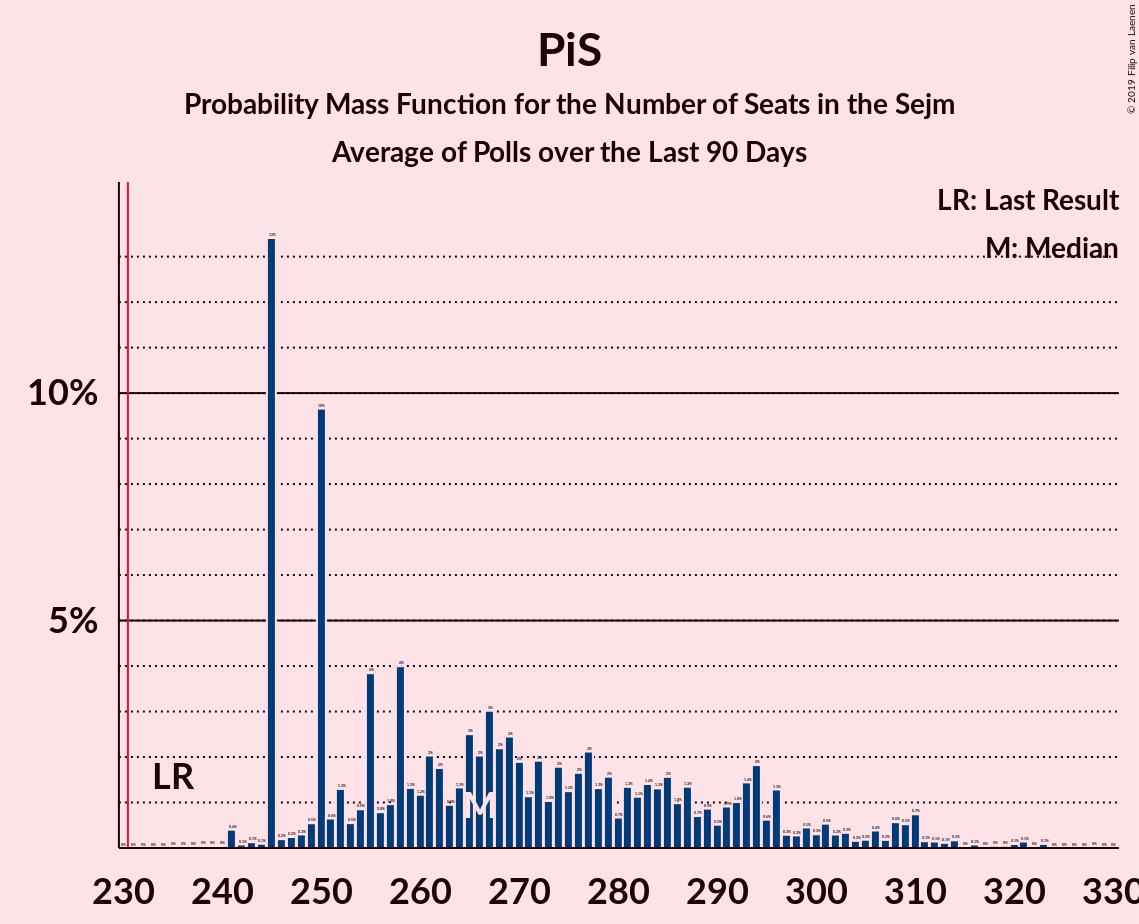 PiS
Probability Mass Function for the Number of Seats in the Sejm
Average of Polls over the Last 90 Days
© 2019 Filip van Laenen
LR: Last Result
M: Median
10%
5%
LR
M
230 240 250 260 270 280 290 300 310 320 330